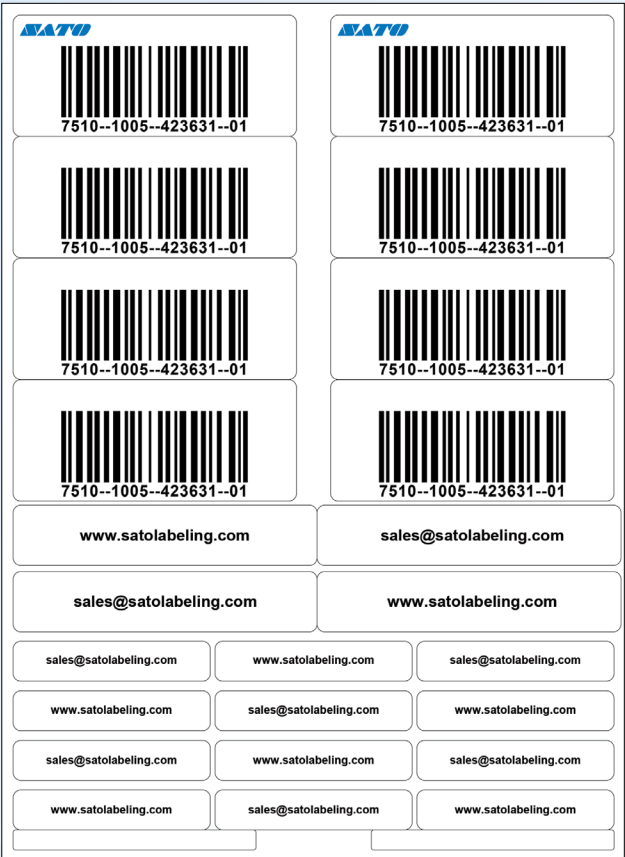 SATO SATO
7510--1005--423631--01 7510--1005--423631--01
7510--1005--423631--01 7510--1005--423631--01
7510--1005--423631--01 7510--1005--423631--01
7510--1005--423631--01 7510--1005--423631--01
www.satolabeling.com sales@satolabeling.com
sales@satolabeling.com www.satolabeling.com
sales@satolabeling.com www.satolabeling.com sales@satolabeling.com
www.satolabeling.com sales@satolabeling.com www.satolabeling.com
sales@satolabeling.com www.satolabeling.com sales@satolabeling.com
www.satolabeling.com sales@satolabeling.com www.satolabeling.com